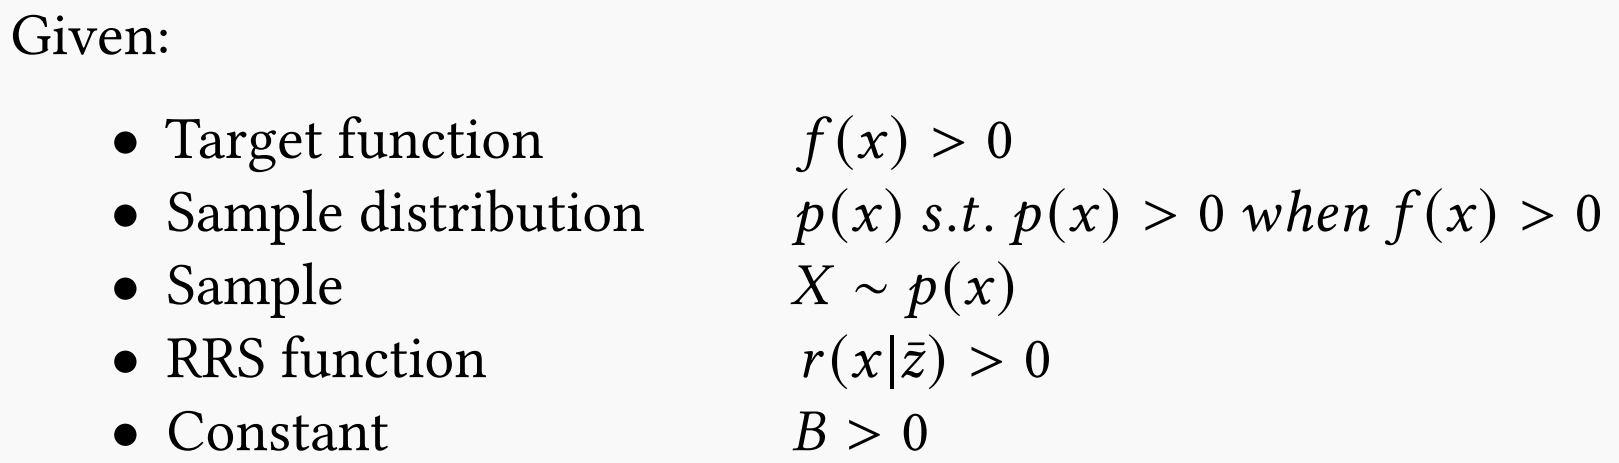 Given:
• Target function f(x) > 0
• Sample distribution p(x) s.t. p(x) > 0 when f(x) > 0
• Sample X ~ p(x)
• RRS function r(x|z̄) > 0
• Constant B > 0